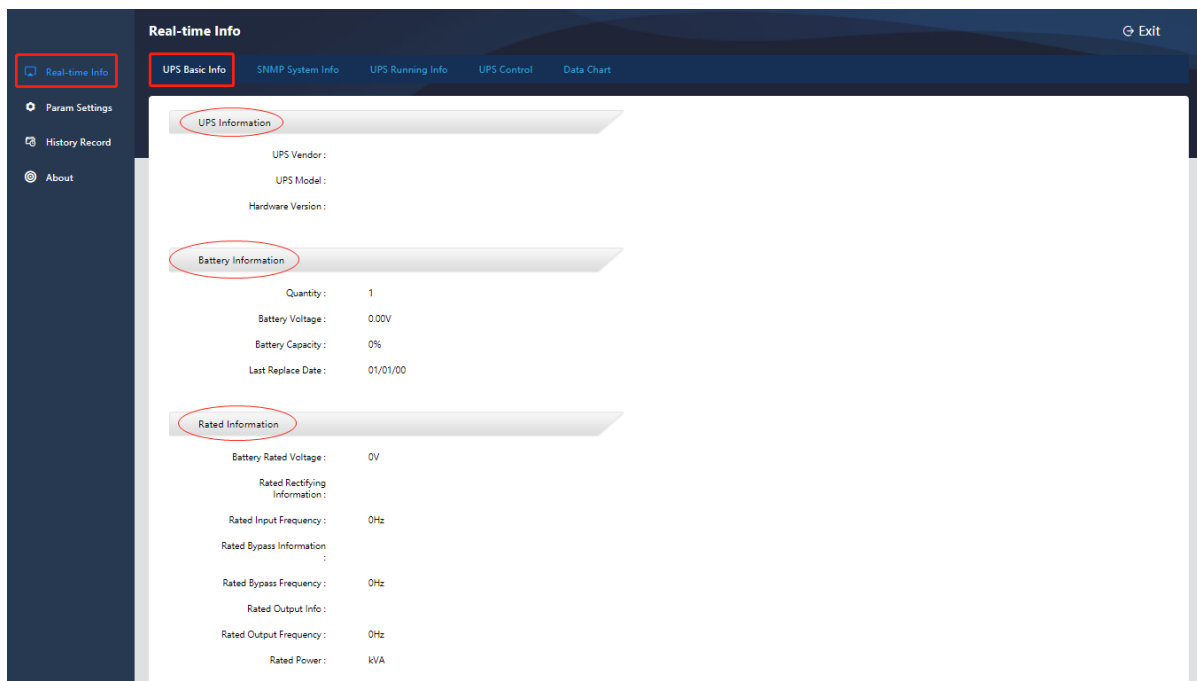 Real-time Info
Exit
Real-time Info
Param Settings
History Record
About
UPS Basic Info SNMP System Info UPS Running Info UPS Control Data Chart
UPS Information
UPS Vendor :
UPS Model :
Hardware Version :
Battery Information
Quantity : 1
Battery Voltage : 0.00V
Battery Capacity : 0%
Last Replace Date : 01/01/00
Rated Information
Battery Rated Voltage : 0V
Rated Rectifying
Information :
Rated Input Frequency : 0Hz
Rated Bypass Information
:
Rated Bypass Frequency : 0Hz
Rated Output Info :
Rated Output Frequency : 0Hz
Rated Power : kVA